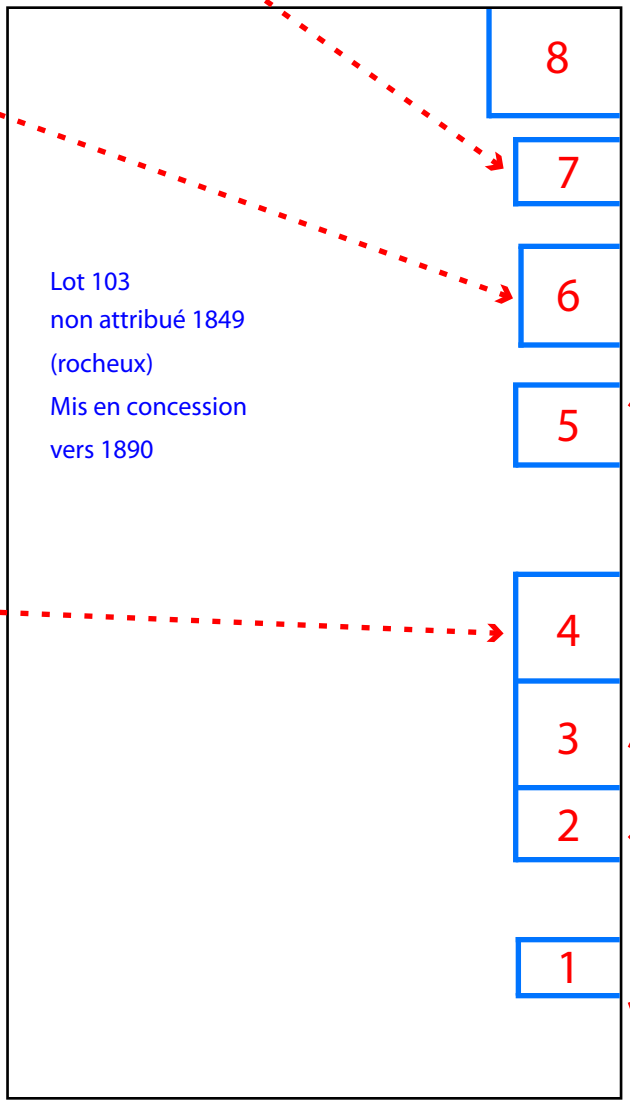 8
7
Lot 103
6
non attribué 1849
(rocheux)
Mis en concession
5
vers 1890
4
3
2
1